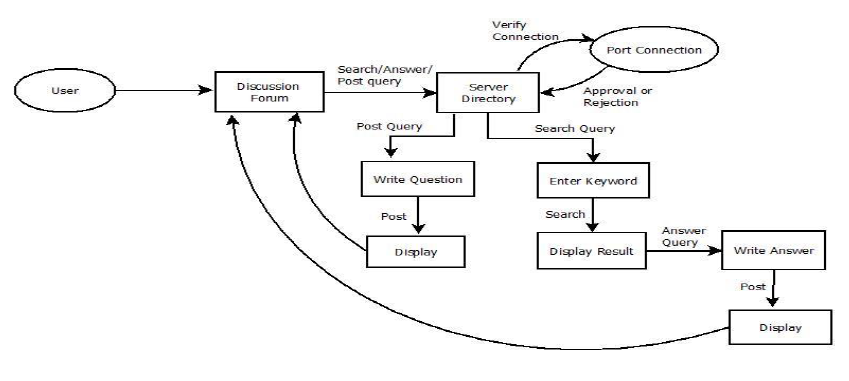 Verify
Connection
Port Connection
User
Discussion
Forum
Search/Answer/
Post query
Server
Directory
Approval or
Rejection
Post Query
Search Query
Write Question
Enter Keyword
Post
Search
Display
Display Result
Answer
Query
Write Answer
Post
Display